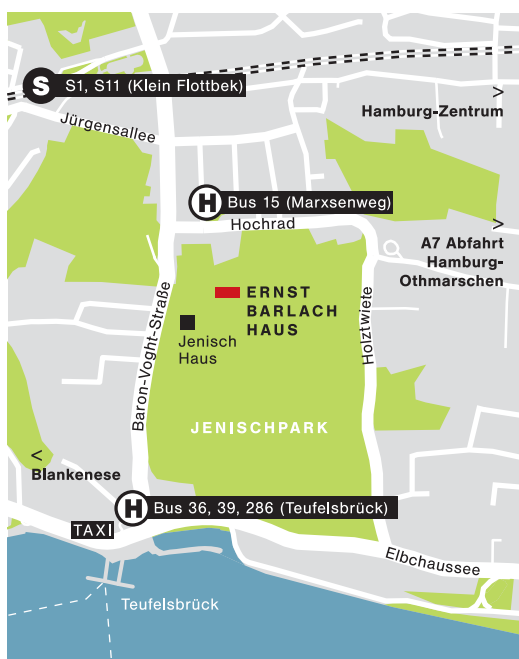 S S1, S11 (Klein Flottbek)
>
Hamburg-Zentrum
Jürgensallee
H Bus 15 (Marxsenweg)
Hochrad
>
A7 Abfahrt
Hamburg-
Othmarschen
ERNST
BARLACH
HAUS
Jenisch
Haus
Baron-Voght-Straße
Holztwiete
JENISCHPARK
<
Blankenese
H Bus 36, 39, 286 (Teufelsbrück)
TAXI
Elbchaussee
Teufelsbrück